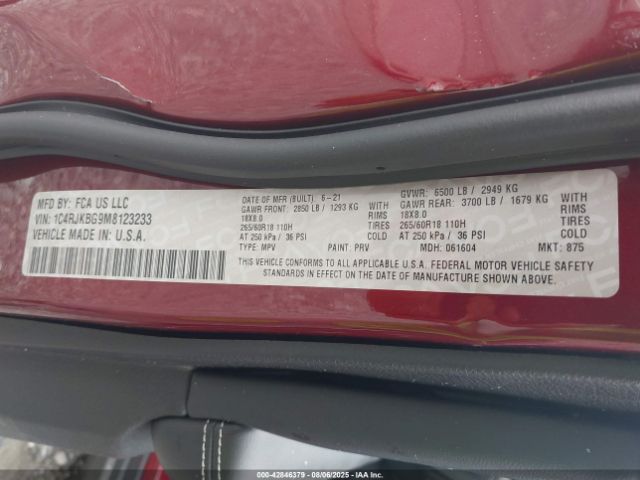 MFD BY: FCA US LLC
VIN: 1C4RJKBG9M8123233
VEHICLE MADE IN: U.S.A.
DATE OF MFR (BUILT): 6-21
GAWR FRONT: 2850 LB / 1293 KG
18X8.0
265/60R18 110H
AT 250 kPa / 36 PSI
TYPE: MPV
WITH
RIMS
TIRES
COLD
PAINT: PRV
GVWR: 6500 LB / 2949 KG
GAWR REAR: 3700 LB / 1679 KG
18X8.0
265/60R18 110H
AT 250 kPa / 36 PSI
MDH: 061604
WITH
RIMS
TIRES
COLD
MKT: 875
THIS VEHICLE CONFORMS TO ALL APPLICABLE U.S.A. FEDERAL MOTOR VEHICLE SAFETY
STANDARDS IN EFFECT ON THE DATE OF MANUFACTURE SHOWN ABOVE.
000-42846379 - 08/06/2025 - IAAI.COM